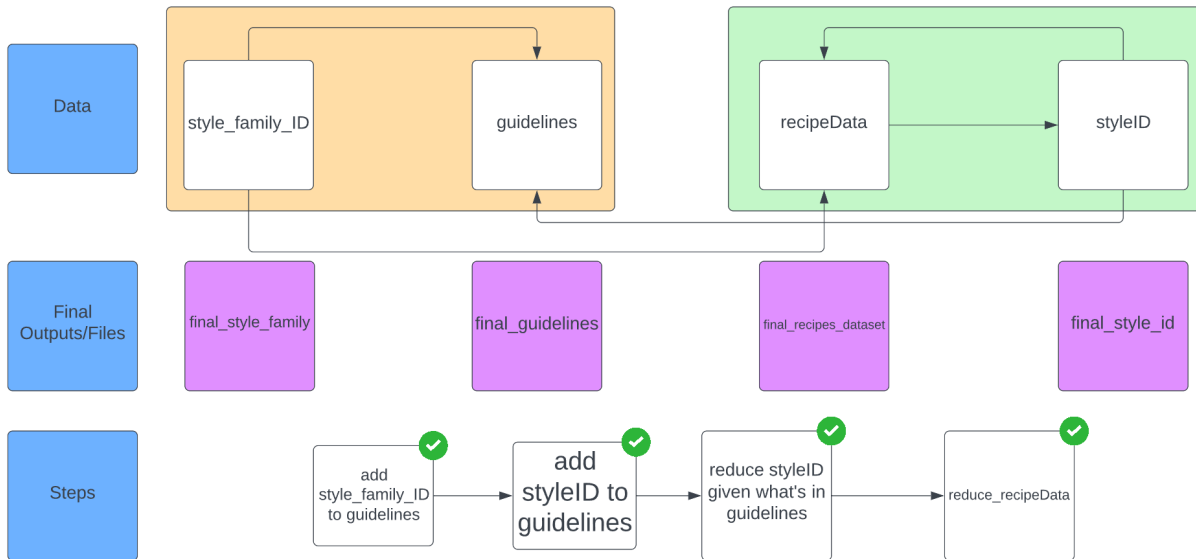 Data
style_family_ID
guidelines
recipeData
styleID
Final
Outputs/Files
final_style_family
final_guidelines
final_recipes_dataset
final_style_id
Steps
add
style_family_ID
to guidelines
add
styleID to
guidelines
reduce styleID
given what's in
guidelines
reduce_recipeData